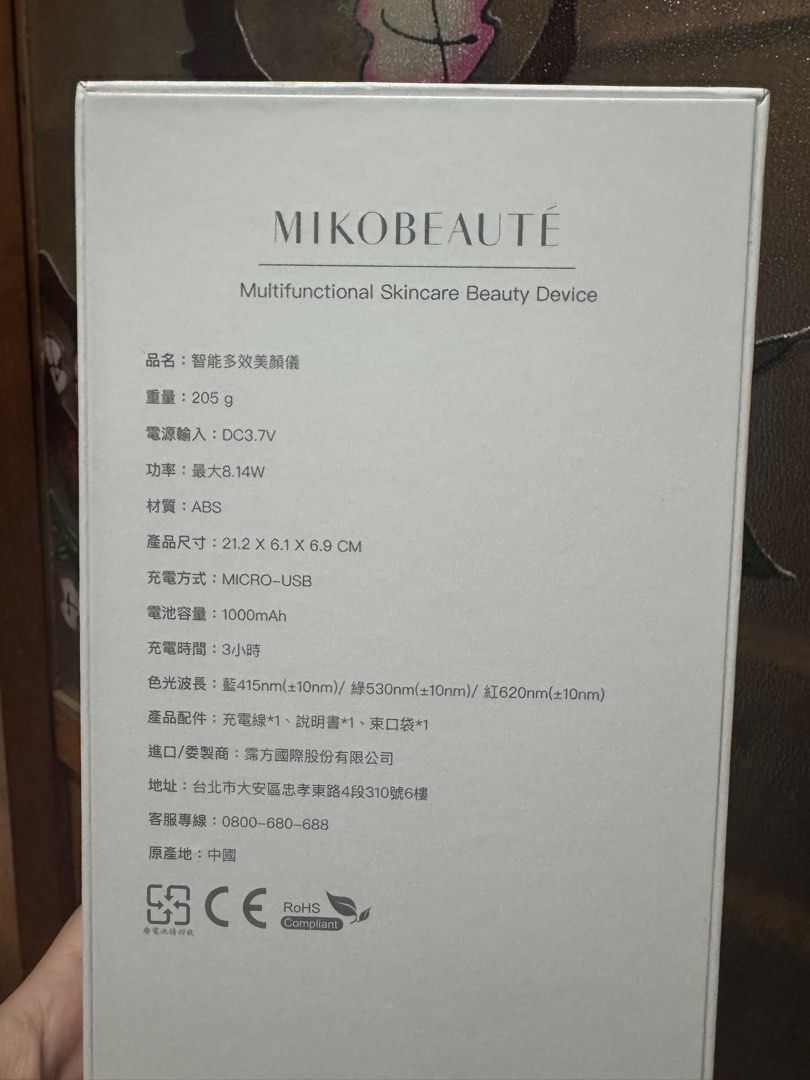 MIKOBEAUTÉ
Multifunctional Skincare Beauty Device
品名：智能多效美顏儀
重量：205 g
電源輸入：DC3.7V
功率：最大8.14W
材質：ABS
產品尺寸：21.2 X 6.1 X 6.9 CM
充電方式：MICRO-USB
電池容量：1000mAh
充電時間：3小時
色光波長：藍415nm(±10nm)/ 綠530nm(±10nm)/ 紅620nm(±10nm)
產品配件：充電線*1、說明書*1、束口袋*1
進口/委製商：霈方國際股份有限公司
地址：台北市大安區忠孝東路4段310號6樓
客服專線：0800-680-688
原產地：中國
CE
RoHS
Compliant
廢電池請回收